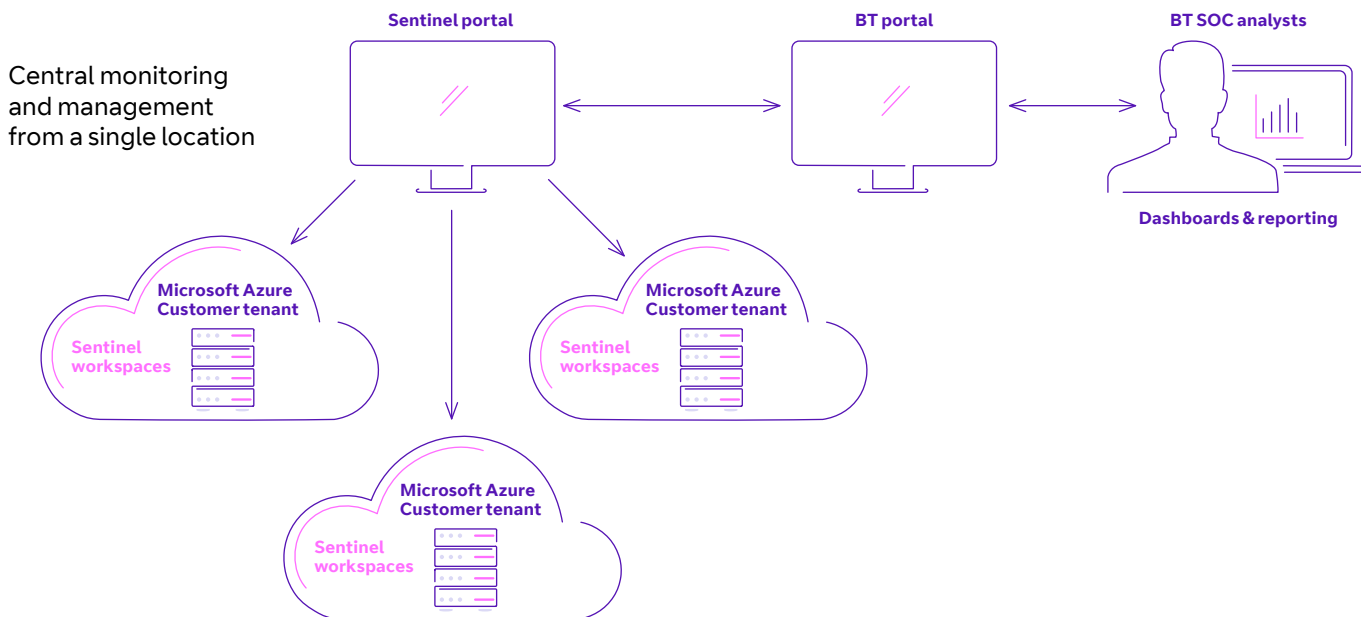 Sentinel portal
BT portal
BT SOC analysts
Central monitoring
and management
from a single location
Dashboards & reporting
Microsoft Azure
Customer tenant
Sentinel
workspaces
Microsoft Azure
Customer tenant
Sentinel
workspaces
Microsoft Azure
Customer tenant
Sentinel
workspaces